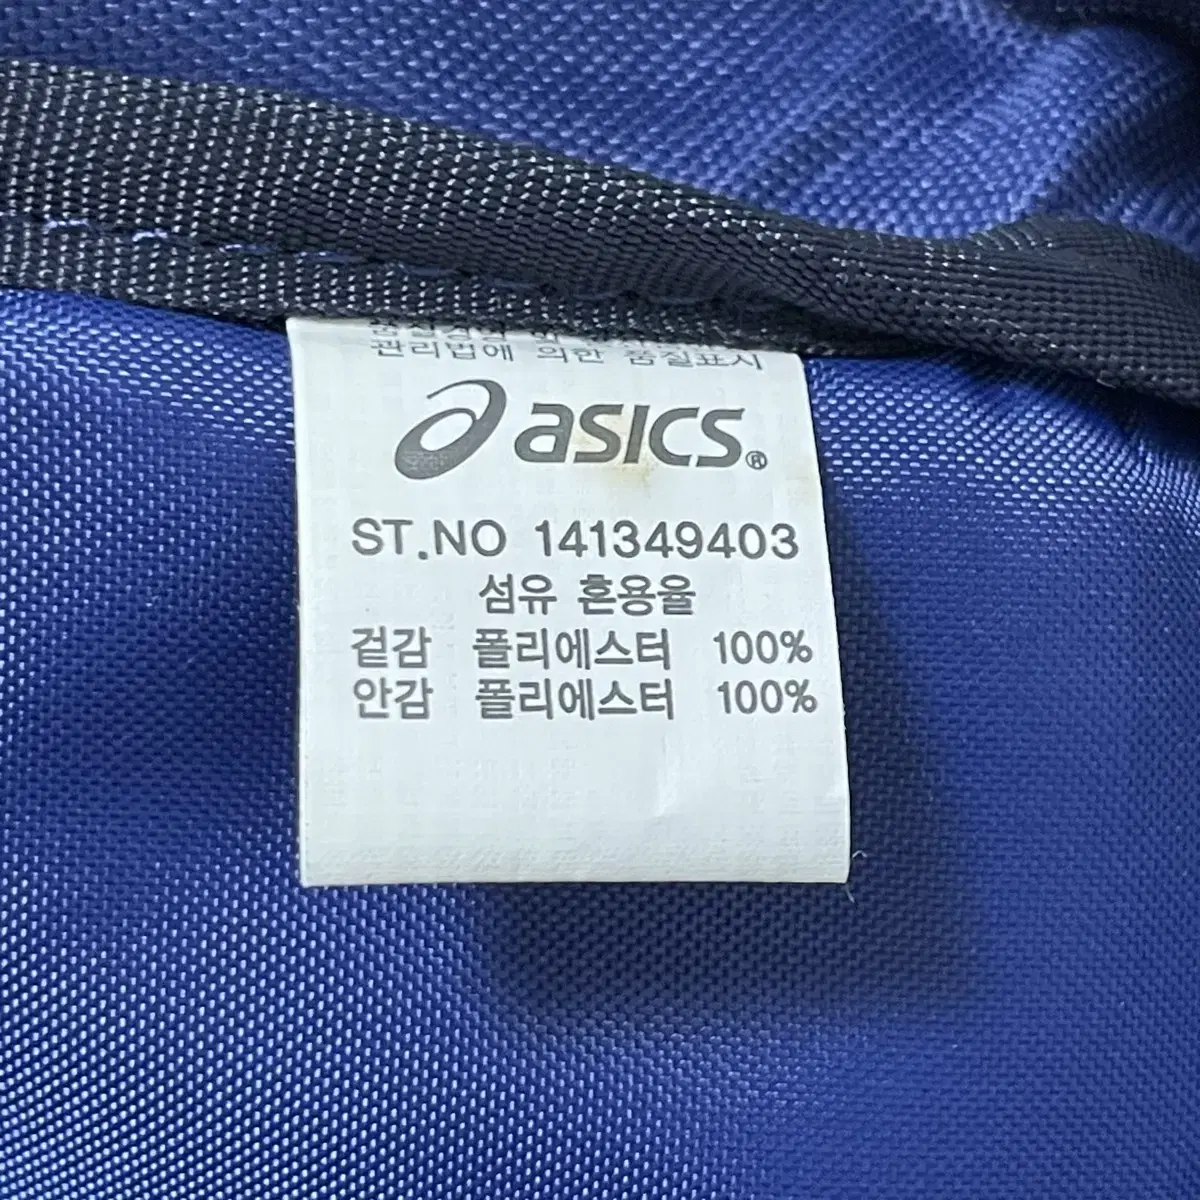 관리법에 의한 품질표시
asics®
ST.NO 141349403
섬유 혼용율
겉감 폴리에스터 100%
안감 폴리에스터 100%